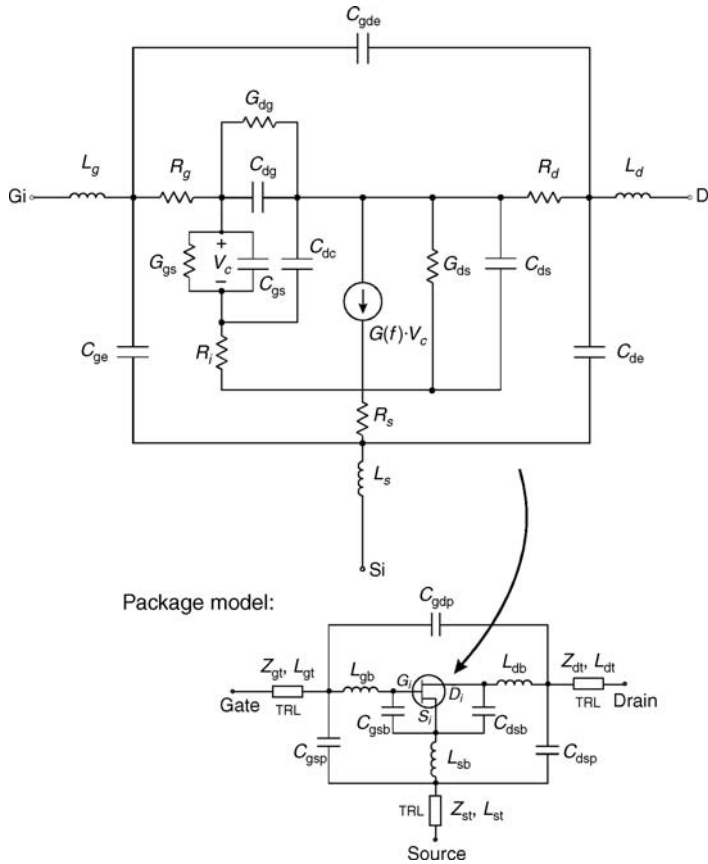 C_gde
G_dg
L_g
R_g
C_dg
R_d
L_d
Gi
D
G_gs
+
V_c
−
C_gs
C_dc
G_ds
C_ds
G(f)·V_c
C_ge
R_i
C_de
R_s
L_s
Si
Package model:
C_gdp
Z_gt, L_gt
L_gb
G_i
D_i
S_i
L_db
Z_dt, L_dt
Gate
TRL
TRL
Drain
C_gsb
C_dsb
C_gsp
L_sb
C_dsp
TRL
Z_st, L_st
Source